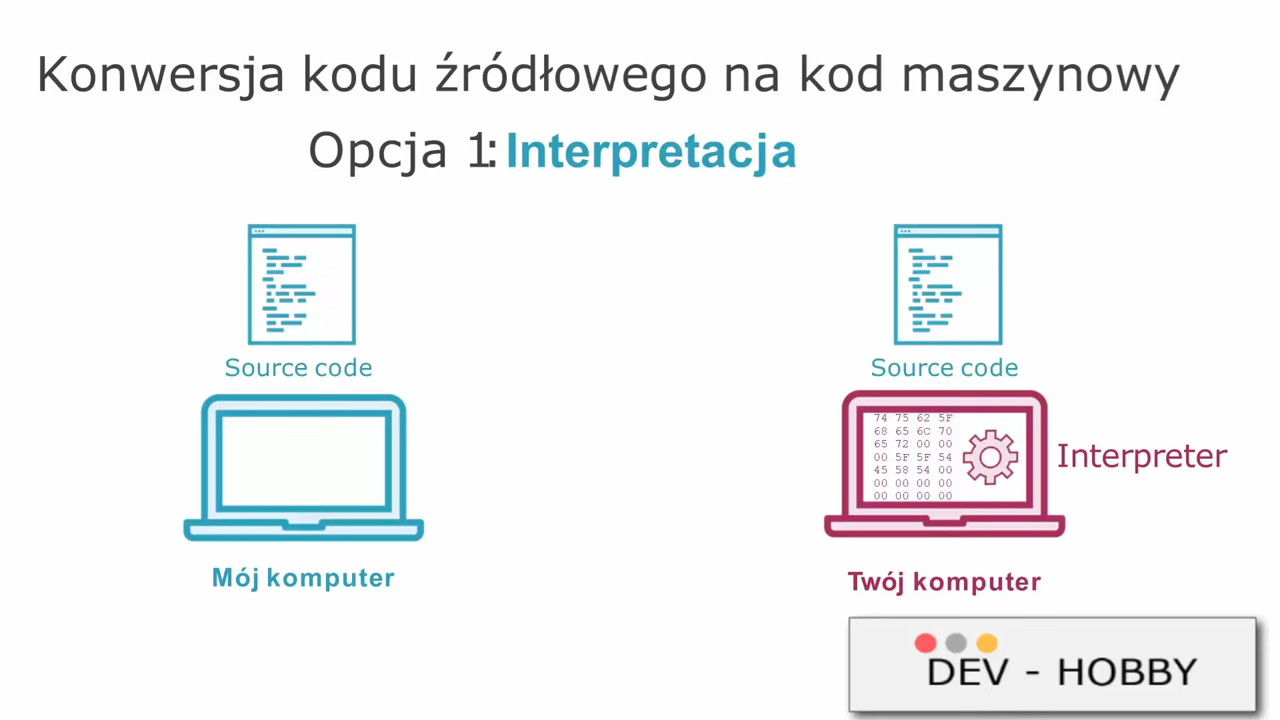 Konwersja kodu źródłowego na kod maszynowy
Opcja 1: Interpretacja
Source code
Source code
74 75 62 5F
68 65 6C 70
65 72 00 00
00 5F 5F 54
45 58 54 00
00 00 00 00
00 00 00 00
Interpreter
Mój komputer
Twój komputer
DEV - HOBBY